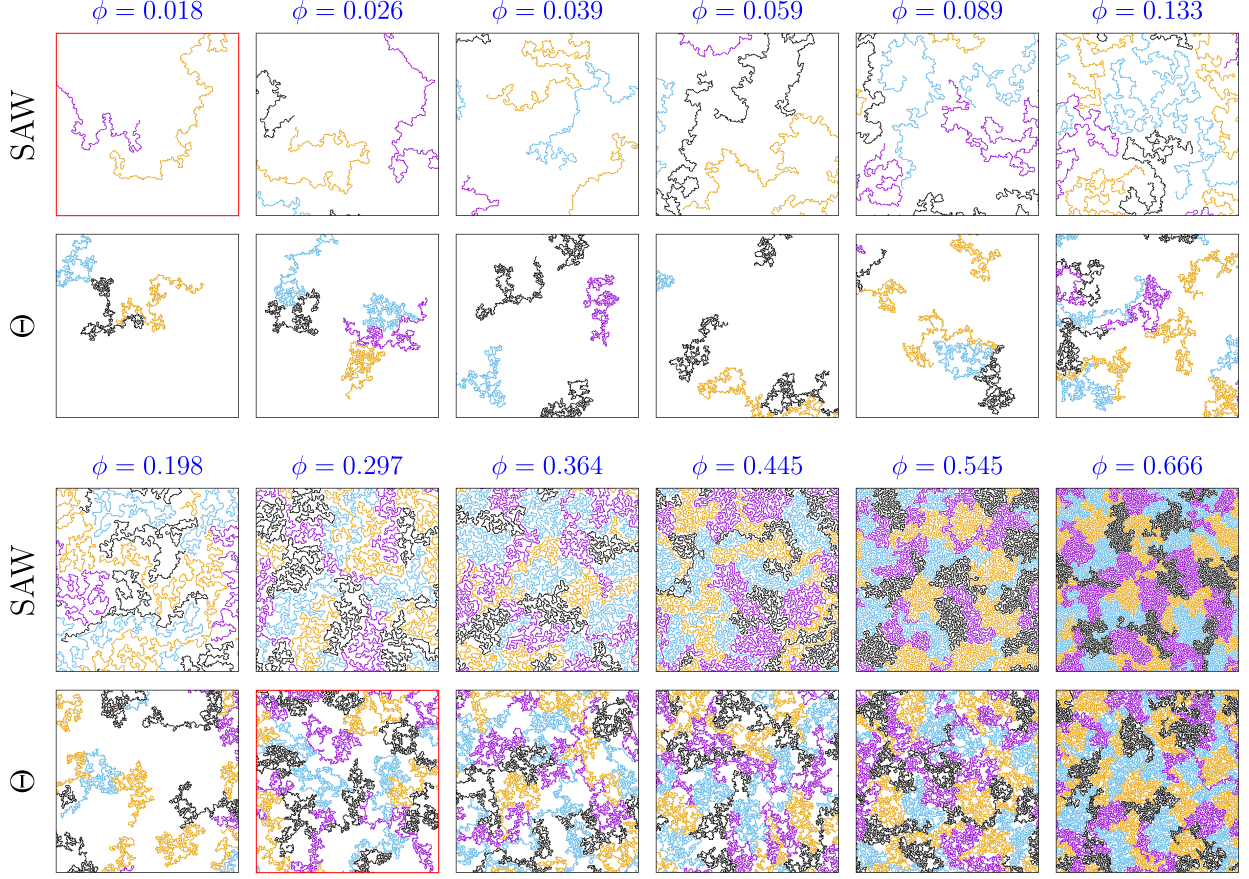 ϕ = 0.018 ϕ = 0.026 ϕ = 0.039 ϕ = 0.059 ϕ = 0.089 ϕ = 0.133
SAW
Θ
ϕ = 0.198 ϕ = 0.297 ϕ = 0.364 ϕ = 0.445 ϕ = 0.545 ϕ = 0.666
SAW
Θ